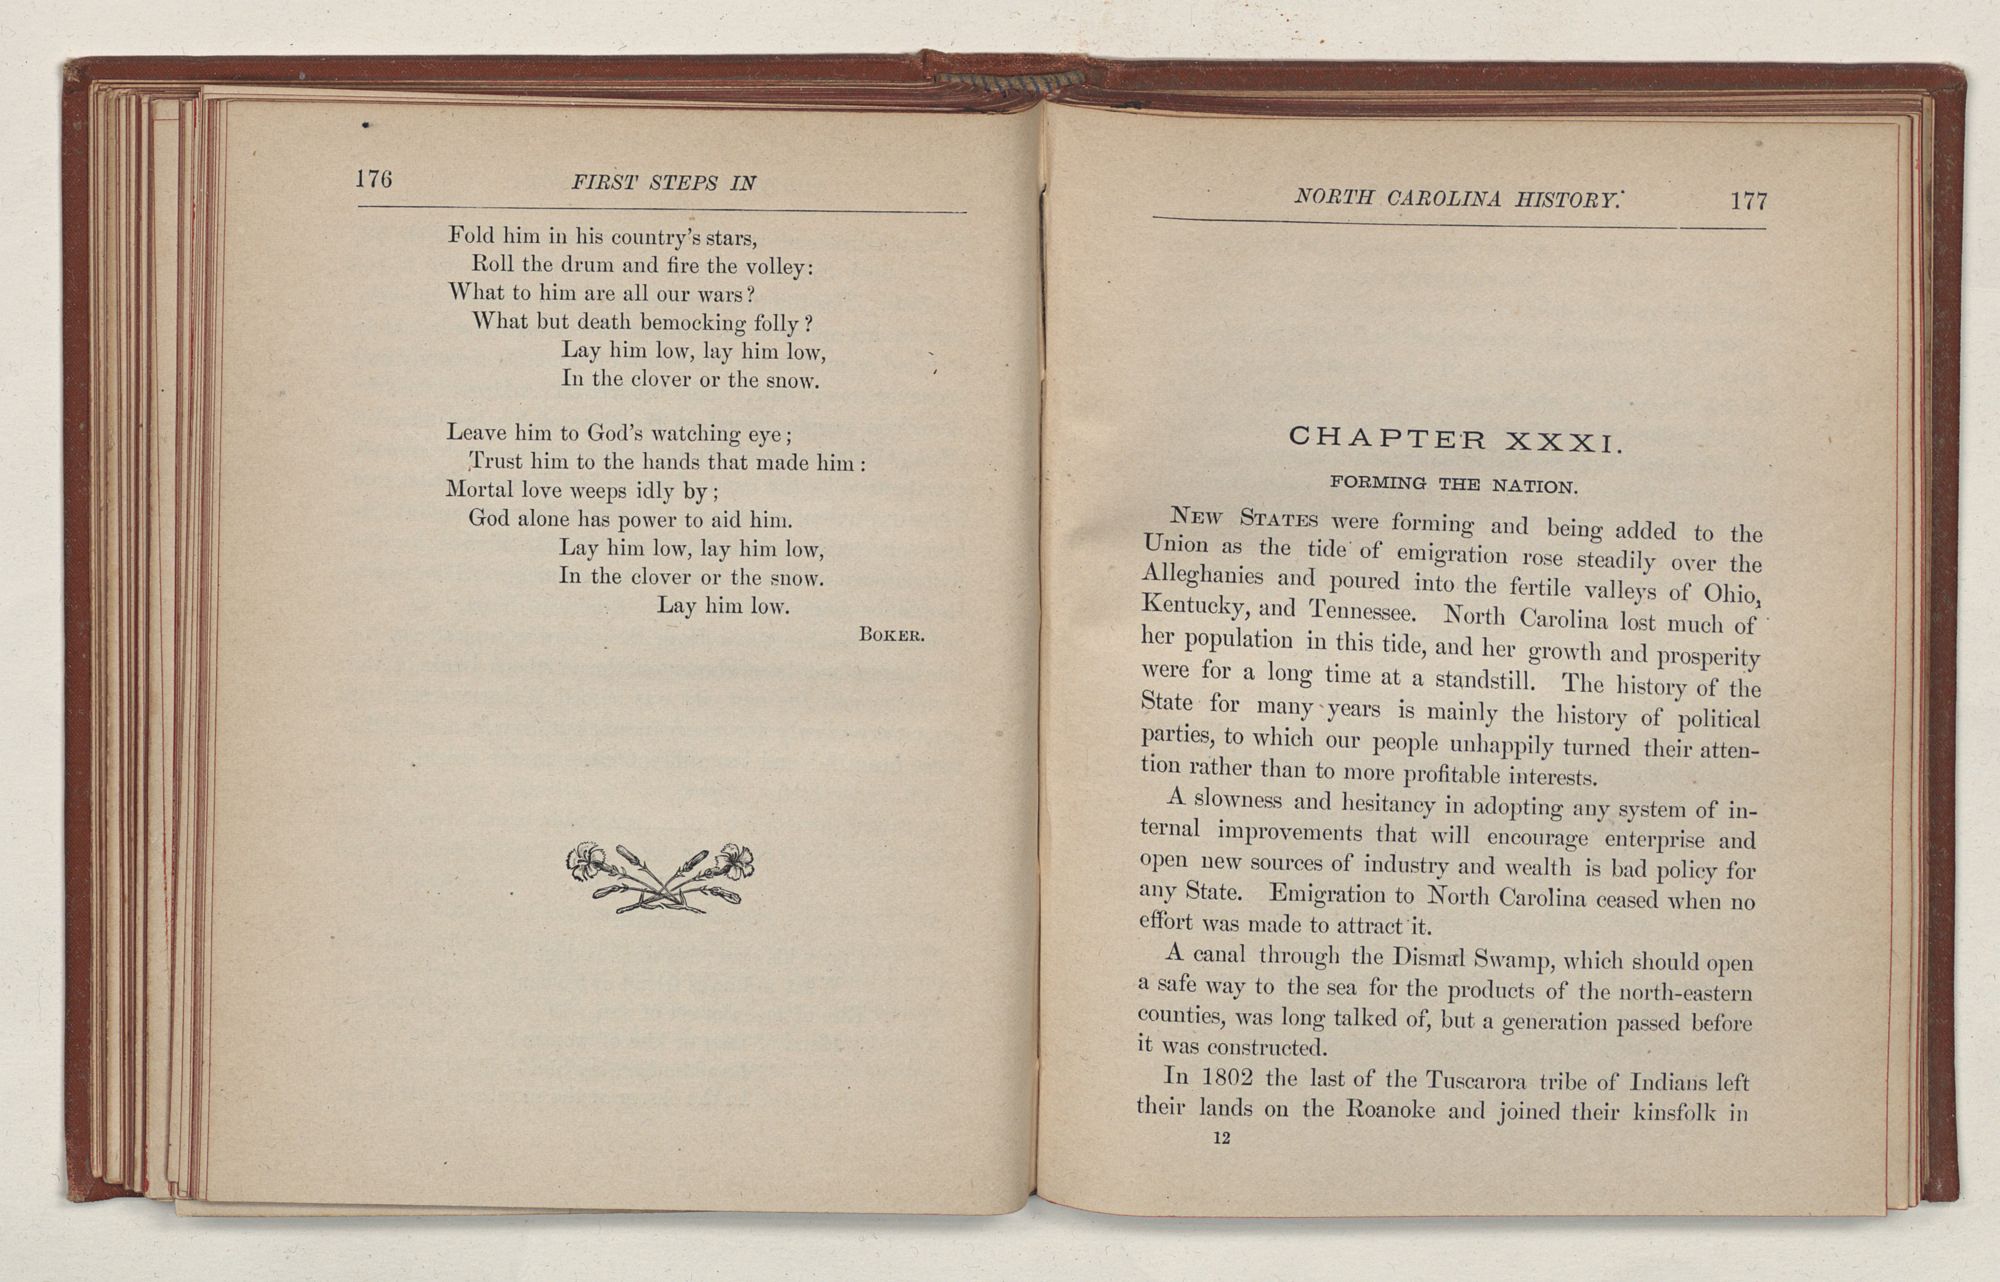 176 FIRST STEPS IN
Fold him in his country's stars,
Roll the drum and fire the volley:
What to him are all our wars?
What but death bemocking folly?
Lay him low, lay him low,
In the clover or the snow.
Leave him to God's watching eye;
Trust him to the hands that made him:
Mortal love weeps idly by;
God alone has power to aid him.
Lay him low, lay him low,
In the clover or the snow.
Lay him low.
BOKER.
NORTH CAROLINA HISTORY. 177
CHAPTER XXXI.
FORMING THE NATION.
NEW STATES were forming and being added to the
Union as the tide of emigration rose steadily over the
Alleghanies and poured into the fertile valleys of Ohio,
Kentucky, and Tennessee. North Carolina lost much of
her population in this tide, and her growth and prosperity
were for a long time at a standstill. The history of the
State for many years is mainly the history of political
parties, to which our people unhappily turned their atten-
tion rather than to more profitable interests.
A slowness and hesitancy in adopting any system of in-
ternal improvements that will encourage enterprise and
open new sources of industry and wealth is bad policy for
any State. Emigration to North Carolina ceased when no
effort was made to attract it.
A canal through the Dismal Swamp, which should open
a safe way to the sea for the products of the north-eastern
counties, was long talked of, but a generation passed before
it was constructed.
In 1802 the last of the Tuscarora tribe of Indians left
their lands on the Roanoke and joined their kinsfolk in
12